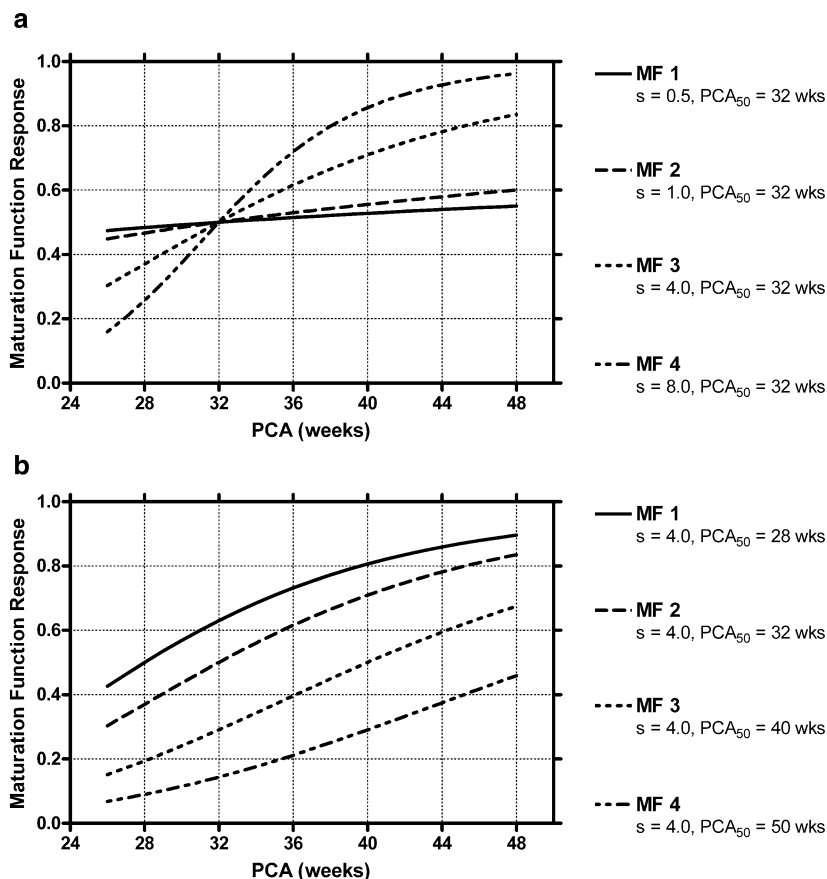 a
Maturation Function Response
1.0
0.8
0.6
0.4
0.2
0.0
24 28 32 36 40 44 48
PCA (weeks)
MF 1
s = 0.5, PCA₅₀ = 32 wks
MF 2
s = 1.0, PCA₅₀ = 32 wks
MF 3
s = 4.0, PCA₅₀ = 32 wks
MF 4
s = 8.0, PCA₅₀ = 32 wks
b
Maturation Function Response
1.0
0.8
0.6
0.4
0.2
0.0
24 28 32 36 40 44 48
PCA (weeks)
MF 1
s = 4.0, PCA₅₀ = 28 wks
MF 2
s = 4.0, PCA₅₀ = 32 wks
MF 3
s = 4.0, PCA₅₀ = 40 wks
MF 4
s = 4.0, PCA₅₀ = 50 wks